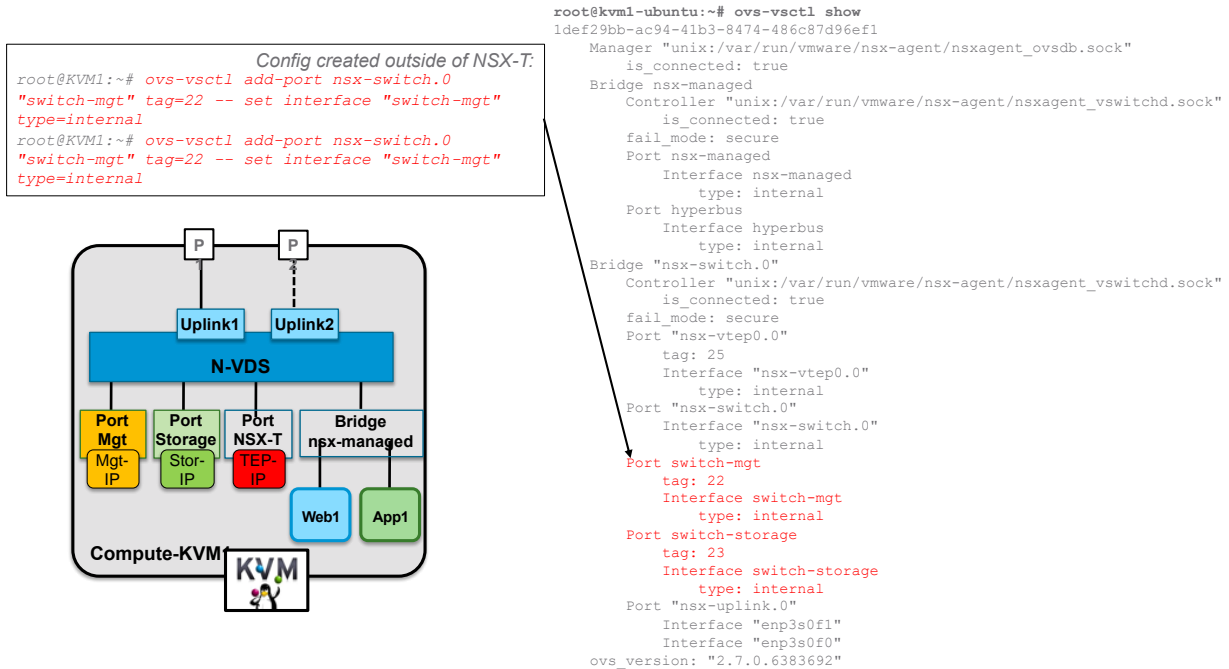 Config created outside of NSX-T:
root@KVM1:~# ovs-vsctl add-port nsx-switch.0
"switch-mgt" tag=22 -- set interface "switch-mgt"
type=internal
root@KVM1:~# ovs-vsctl add-port nsx-switch.0
"switch-mgt" tag=22 -- set interface "switch-mgt"
type=internal
P
1
P
2
Uplink1
Uplink2
N-VDS
Port
Mgt
Mgt-
IP
Port
Storage
Stor-
IP
Port
NSX-T
TEP-
IP
Bridge
nsx-managed
Web1
App1
Compute-KVM1
KVM
root@kvm1-ubuntu:~# ovs-vsctl show
1def29bb-ac94-41b3-8474-486c87d96ef1
Manager "unix:/var/run/vmware/nsx-agent/nsxagent_ovsdb.sock"
is_connected: true
Bridge nsx-managed
Controller "unix:/var/run/vmware/nsx-agent/nsxagent_vswitchd.sock"
is_connected: true
fail_mode: secure
Port nsx-managed
Interface nsx-managed
type: internal
Port hyperbus
Interface hyperbus
type: internal
Bridge "nsx-switch.0"
Controller "unix:/var/run/vmware/nsx-agent/nsxagent_vswitchd.sock"
is_connected: true
fail_mode: secure
Port "nsx-vtep0.0"
tag: 25
Interface "nsx-vtep0.0"
type: internal
Port "nsx-switch.0"
Interface "nsx-switch.0"
type: internal
Port switch-mgt
tag: 22
Interface switch-mgt
type: internal
Port switch-storage
tag: 23
Interface switch-storage
type: internal
Port "nsx-uplink.0"
Interface "enp3s0f1"
Interface "enp3s0f0"
ovs_version: "2.7.0.6383692"